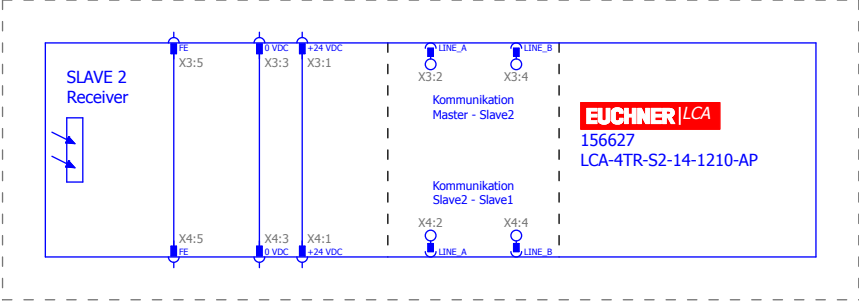 FE
0 VDC
+24 VDC
LINE_A
LINE_B
X3:5
X3:3
X3:1
X3:2
X3:4
SLAVE 2
Receiver
Kommunikation
Master - Slave2
EUCHNER|LCA
156627
LCA-4TR-S2-14-1210-AP
Kommunikation
Slave2 - Slave1
X4:5
X4:3
X4:1
X4:2
X4:4
FE
0 VDC
+24 VDC
LINE_A
LINE_B